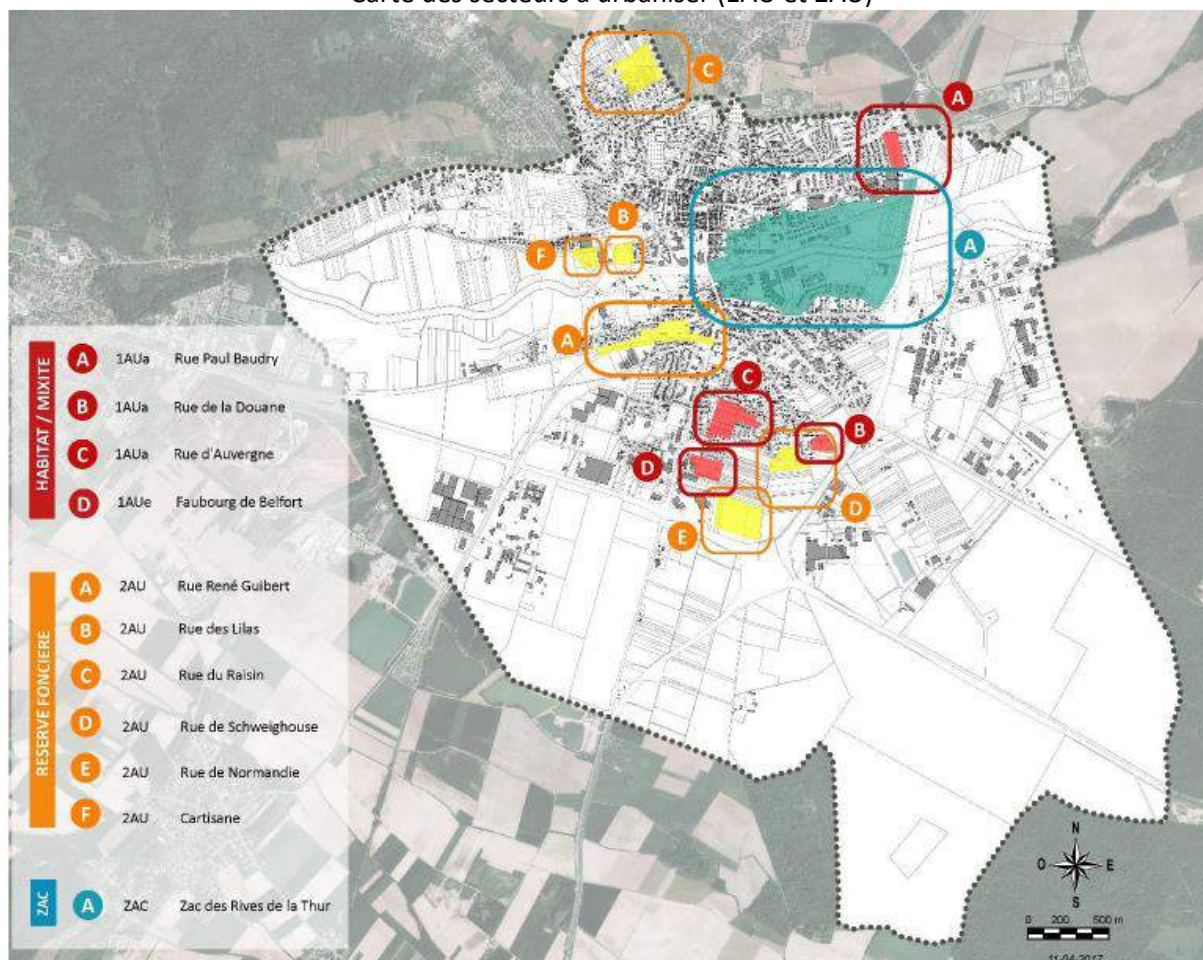 Carte des secteurs à urbaniser (1AU et 2AU)
C
A
B
F
A
A
C
B
D
D
E
HABITAT / MIXITE
A 1AUa Rue Paul Baudry
B 1AUa Rue de la Douane
C 1AUa Rue d'Auvergne
D 1AUe Faubourg de Belfort
RESERVE FONCIERE
A 2AU Rue René Guibert
B 2AU Rue des Lilas
C 2AU Rue du Raisin
D 2AU Rue de Schweighouse
E 2AU Rue de Normandie
F 2AU Cartisane
ZAC
A ZAC Zac des Rives de la Thur
N
O E
S
0 200 500 m
11-04-2017